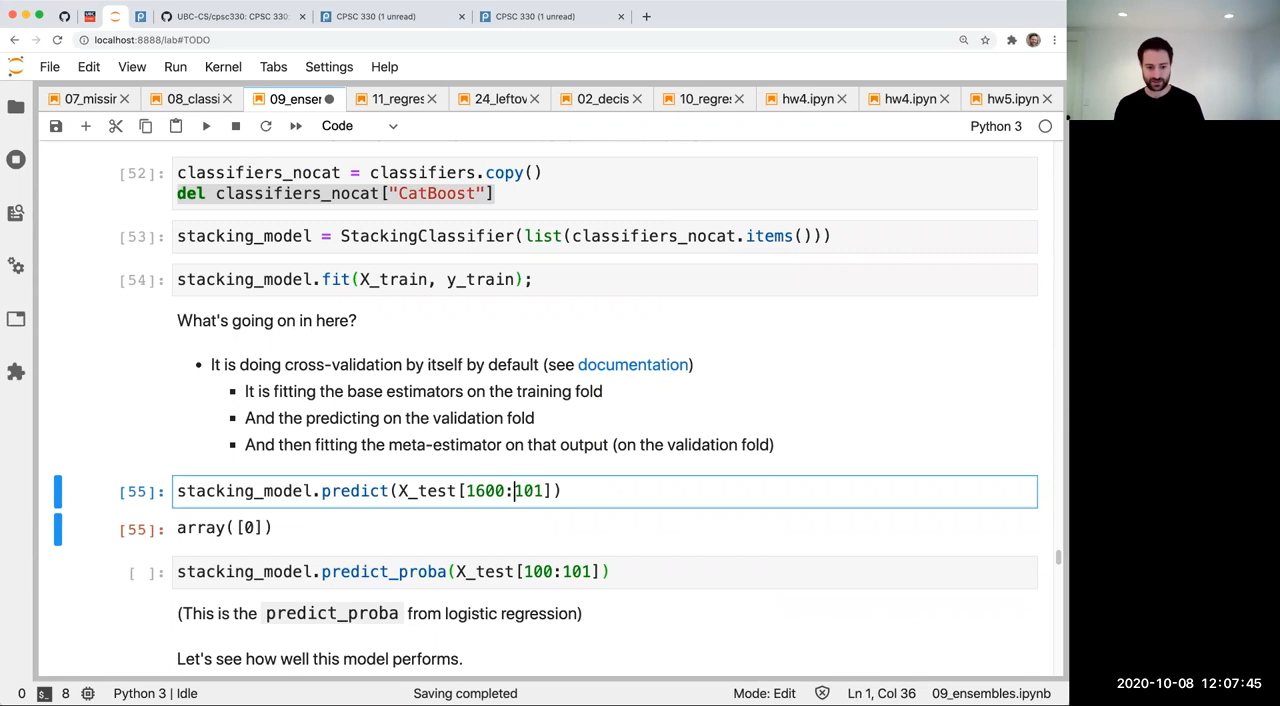 UBC-CS/cpsc330: CPSC 330:
CPSC 330 (1 unread)
CPSC 330 (1 unread)
localhost:8888/lab#TODO
File Edit View Run Kernel Tabs Settings Help
07_missir 08_classi 09_ensei 11_regres 24_leftov 02_decis 10_regre: hw4.ipyn hw4.ipyn hw5.ipyn
Code
Python 3
[52]: classifiers_nocat = classifiers.copy()
del classifiers_nocat["CatBoost"]
[53]: stacking_model = StackingClassifier(list(classifiers_nocat.items()))
[54]: stacking_model.fit(X_train, y_train);
What's going on in here?
• It is doing cross-validation by itself by default (see documentation)
▪ It is fitting the base estimators on the training fold
▪ And the predicting on the validation fold
▪ And then fitting the meta-estimator on that output (on the validation fold)
[55]: stacking_model.predict(X_test[1600:101])
[55]: array([0])
[ ]: stacking_model.predict_proba(X_test[100:101])
(This is the predict_proba from logistic regression)
Let's see how well this model performs.
0 8 Python 3 | Idle Saving completed Mode: Edit Ln 1, Col 36 09_ensembles.ipynb
2020-10-08 12:07:45